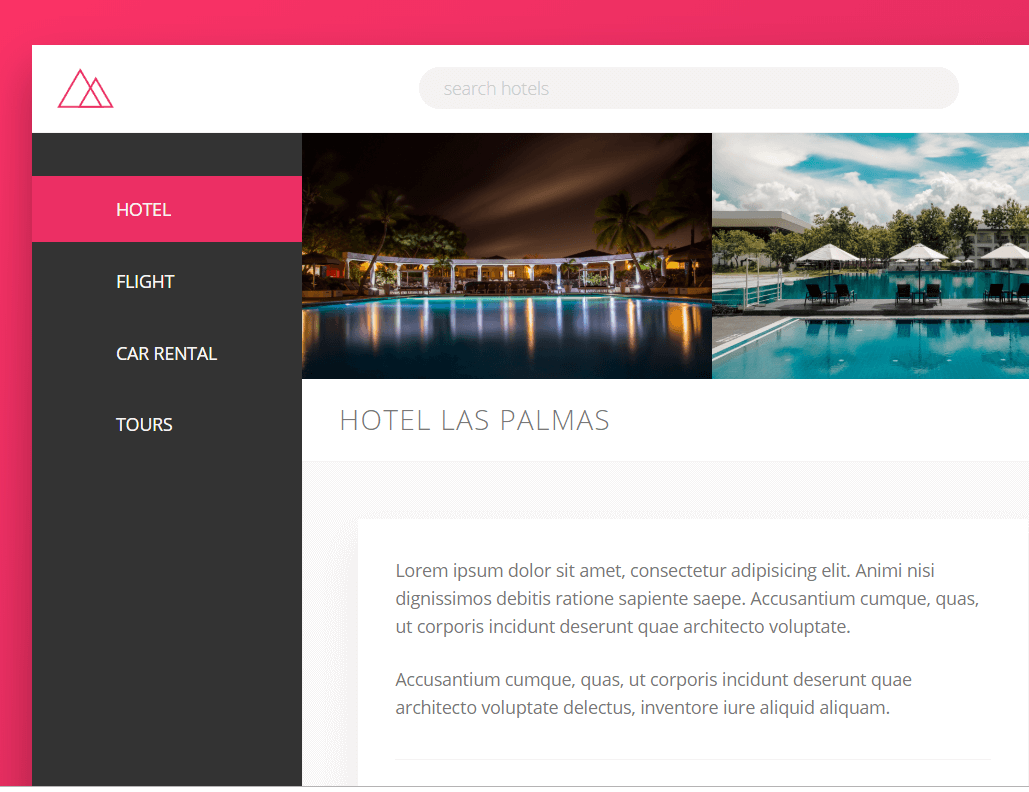 search hotels
HOTEL
FLIGHT
CAR RENTAL
TOURS
HOTEL LAS PALMAS
Lorem ipsum dolor sit amet, consectetur adipisicing elit. Animi nisi
dignissimos debitis ratione sapiente saepe. Accusantium cumque, quas,
ut corporis incidunt deserunt quae architecto voluptate.
Accusantium cumque, quas, ut corporis incidunt deserunt quae
architecto voluptate delectus, inventore iure aliquid aliquam.